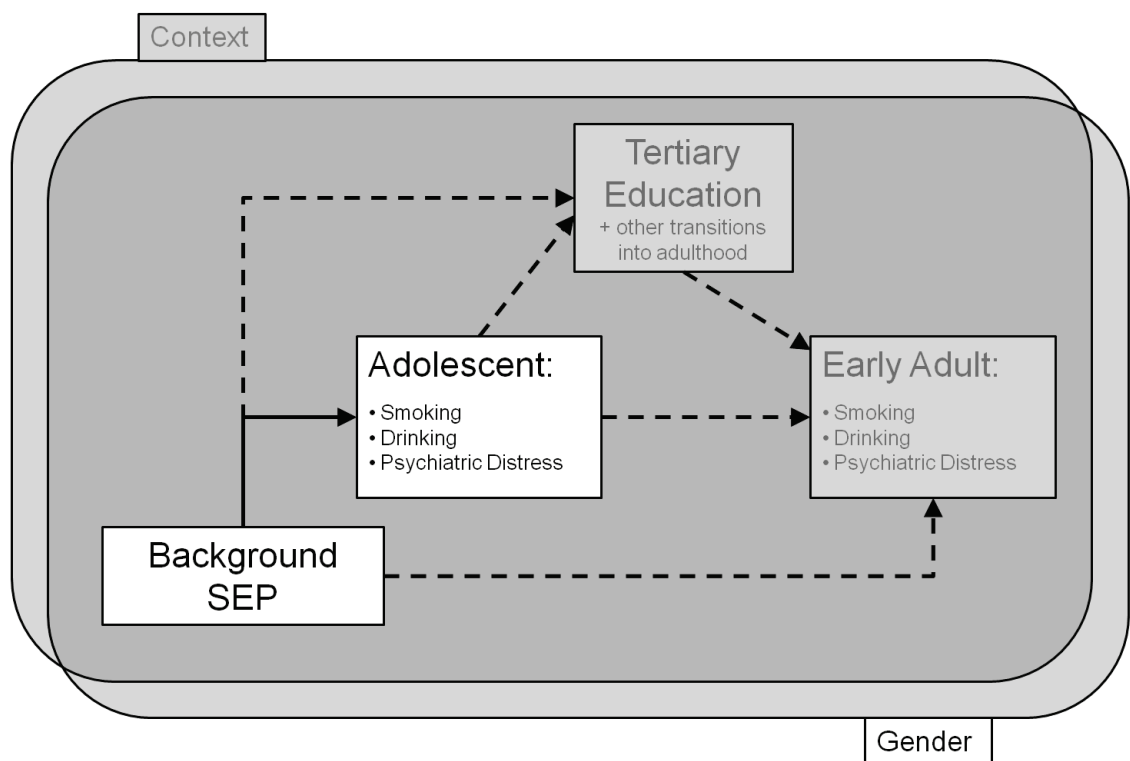 Context
Tertiary
Education
+ other transitions
into adulthood
Adolescent:
• Smoking
• Drinking
• Psychiatric Distress
Early Adult:
• Smoking
• Drinking
• Psychiatric Distress
Background
SEP
Gender